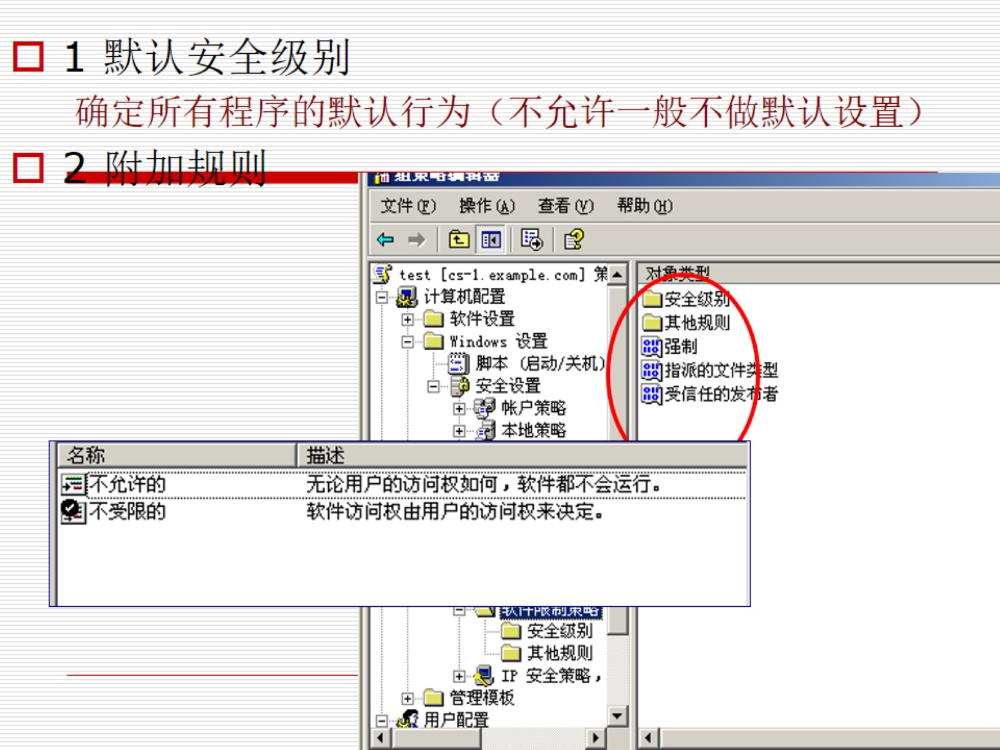 1 默认安全级别
确定所有程序的默认行为（不允许一般不做默认设置）
2 附加规则
组策略编辑器
文件(F) 操作(A) 查看(V) 帮助(H)
test [cs-1.example.com] 策
计算机配置
软件设置
Windows 设置
脚本 (启动/关机)
安全设置
帐户策略
本地策略
对象类型
安全级别
其他规则
强制
指派的文件类型
受信任的发布者
名称 描述
不允许的 无论用户的访问权如何，软件都不会运行。
不受限的 软件访问权由用户的访问权来决定。
软件限制策略
安全级别
其他规则
IP 安全策略，
管理模板
用户配置